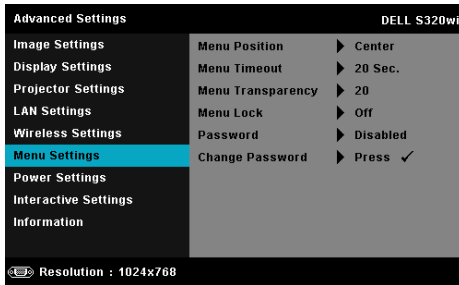 Advanced Settings DELL S320wi
Image Settings Menu Position Center
Display Settings Menu Timeout 20 Sec.
Projector Settings Menu Transparency 20
LAN Settings Menu Lock Off
Wireless Settings Password Disabled
Menu Settings Change Password Press ✓
Power Settings
Interactive Settings
Information
Resolution : 1024x768